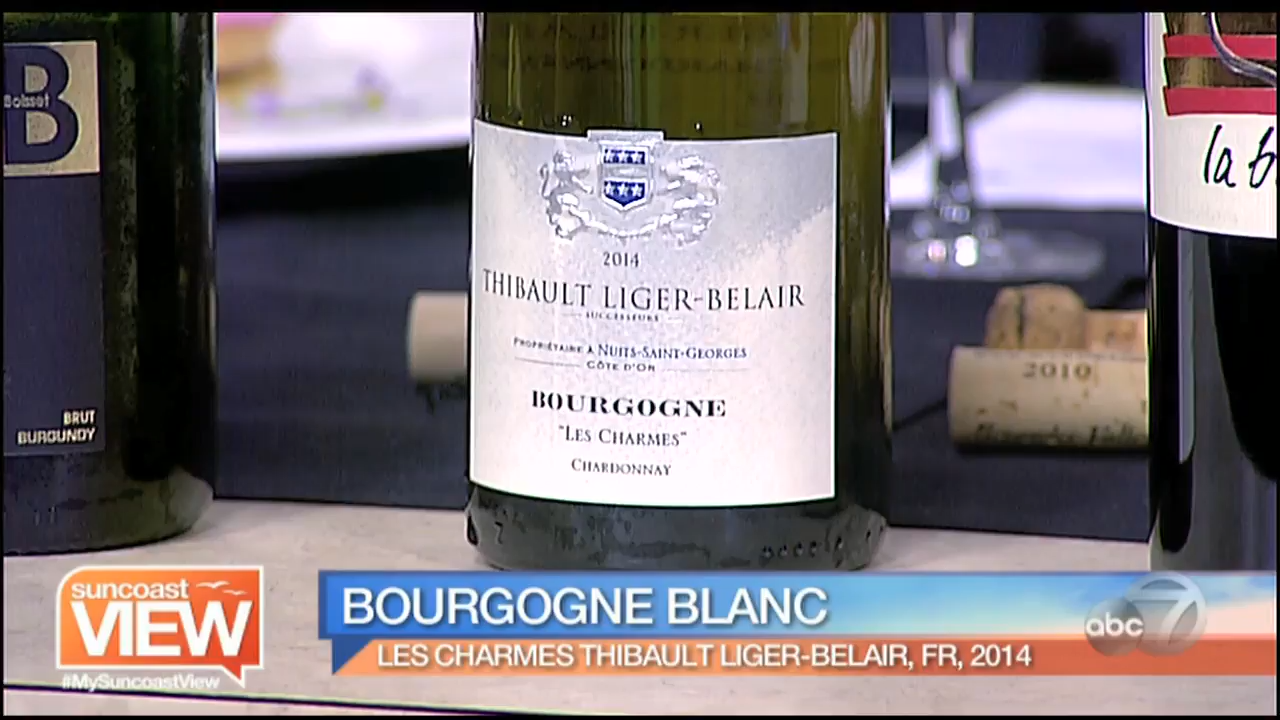 B
Boisset
BRUT
BURGUNDY
2014
THIBAULT LIGER-BELAIR
SUCCESSEURS
PROPRIÉTAIRE À NUITS-SAINT-GEORGES
CÔTE D'OR
BOURGOGNE
"LES CHARMES"
CHARDONNAY
la b
2010
suncoast
VIEW
#MySuncoastView
BOURGOGNE BLANC
LES CHARMES THIBAULT LIGER-BELAIR, FR, 2014
abc 7